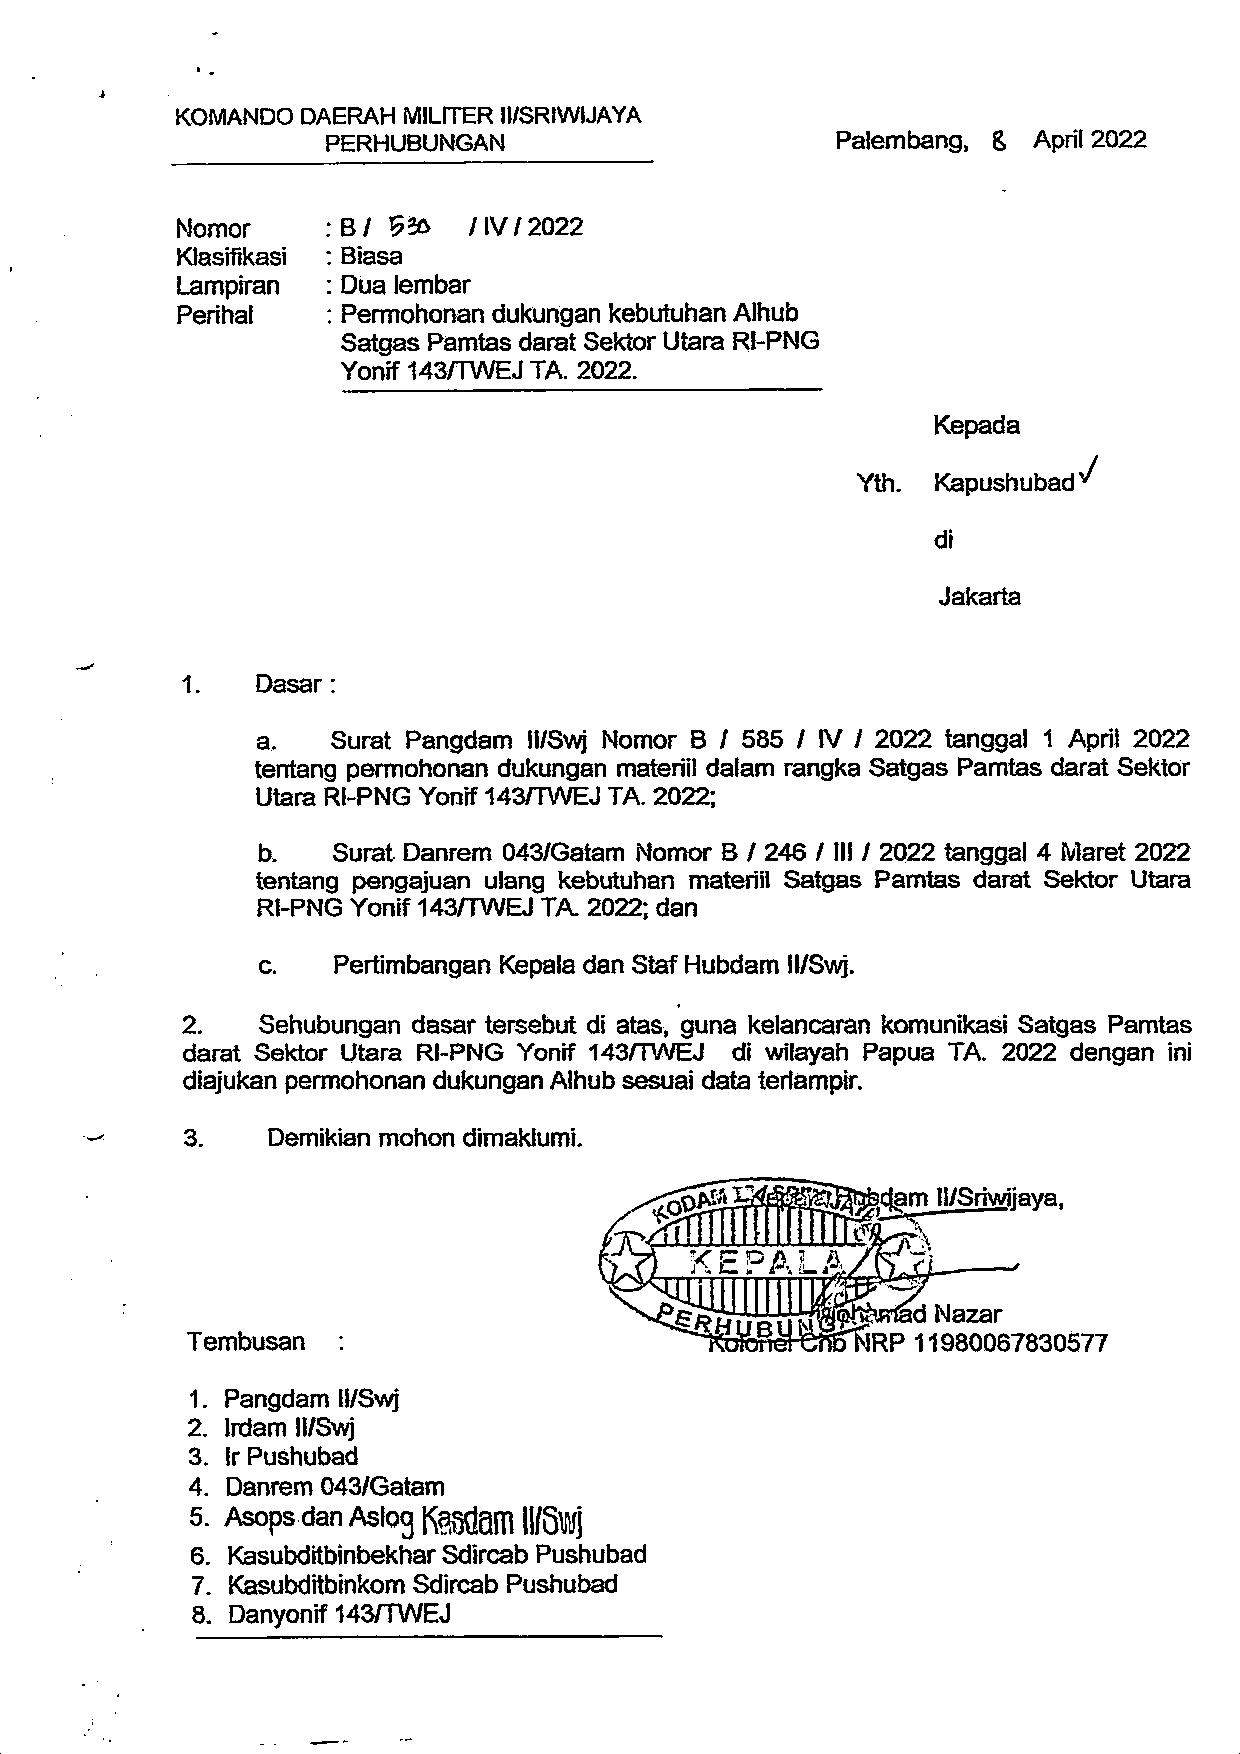 KOMANDO DAERAH MILITER II/SRIWIJAYA
PERHUBUNGAN
Palembang, 8 April 2022
Nomor : B / 530 / IV / 2022
Klasifikasi : Biasa
Lampiran : Dua lembar
Perihal : Permohonan dukungan kebutuhan Alhub
Satgas Pamtas darat Sektor Utara RI-PNG
Yonif 143/TWEJ TA. 2022.
Kepada
Yth. Kapushubad
di
Jakarta
1. Dasar :
a. Surat Pangdam II/Swj Nomor B / 585 / IV / 2022 tanggal 1 April 2022
tentang permohonan dukungan materiil dalam rangka Satgas Pamtas darat Sektor
Utara RI-PNG Yonif 143/TWEJ TA. 2022;
b. Surat Danrem 043/Gatam Nomor B / 246 / III / 2022 tanggal 4 Maret 2022
tentang pengajuan ulang kebutuhan materiil Satgas Pamtas darat Sektor Utara
RI-PNG Yonif 143/TWEJ TA. 2022; dan
c. Pertimbangan Kepala dan Staf Hubdam II/Swj.
2. Sehubungan dasar tersebut di atas, guna kelancaran komunikasi Satgas Pamtas
darat Sektor Utara RI-PNG Yonif 143/TWEJ di wilayah Papua TA. 2022 dengan ini
diajukan permohonan dukungan Alhub sesuai data terlampir.
3. Demikian mohon dimaklumi.
Hubdam II/Sriwijaya,
KODAM
KEPALA
PERHUBUNGAN
Mohamad Nazar
Kolonel Chb NRP 11980067830577
Tembusan :
1. Pangdam II/Swj
2. Irdam II/Swj
3. Ir Pushubad
4. Danrem 043/Gatam
5. Asops dan Aslog Kasdam II/Swj
6. Kasubditbinbekhar Sdircab Pushubad
7. Kasubditbinkom Sdircab Pushubad
8. Danyonif 143/TWEJ